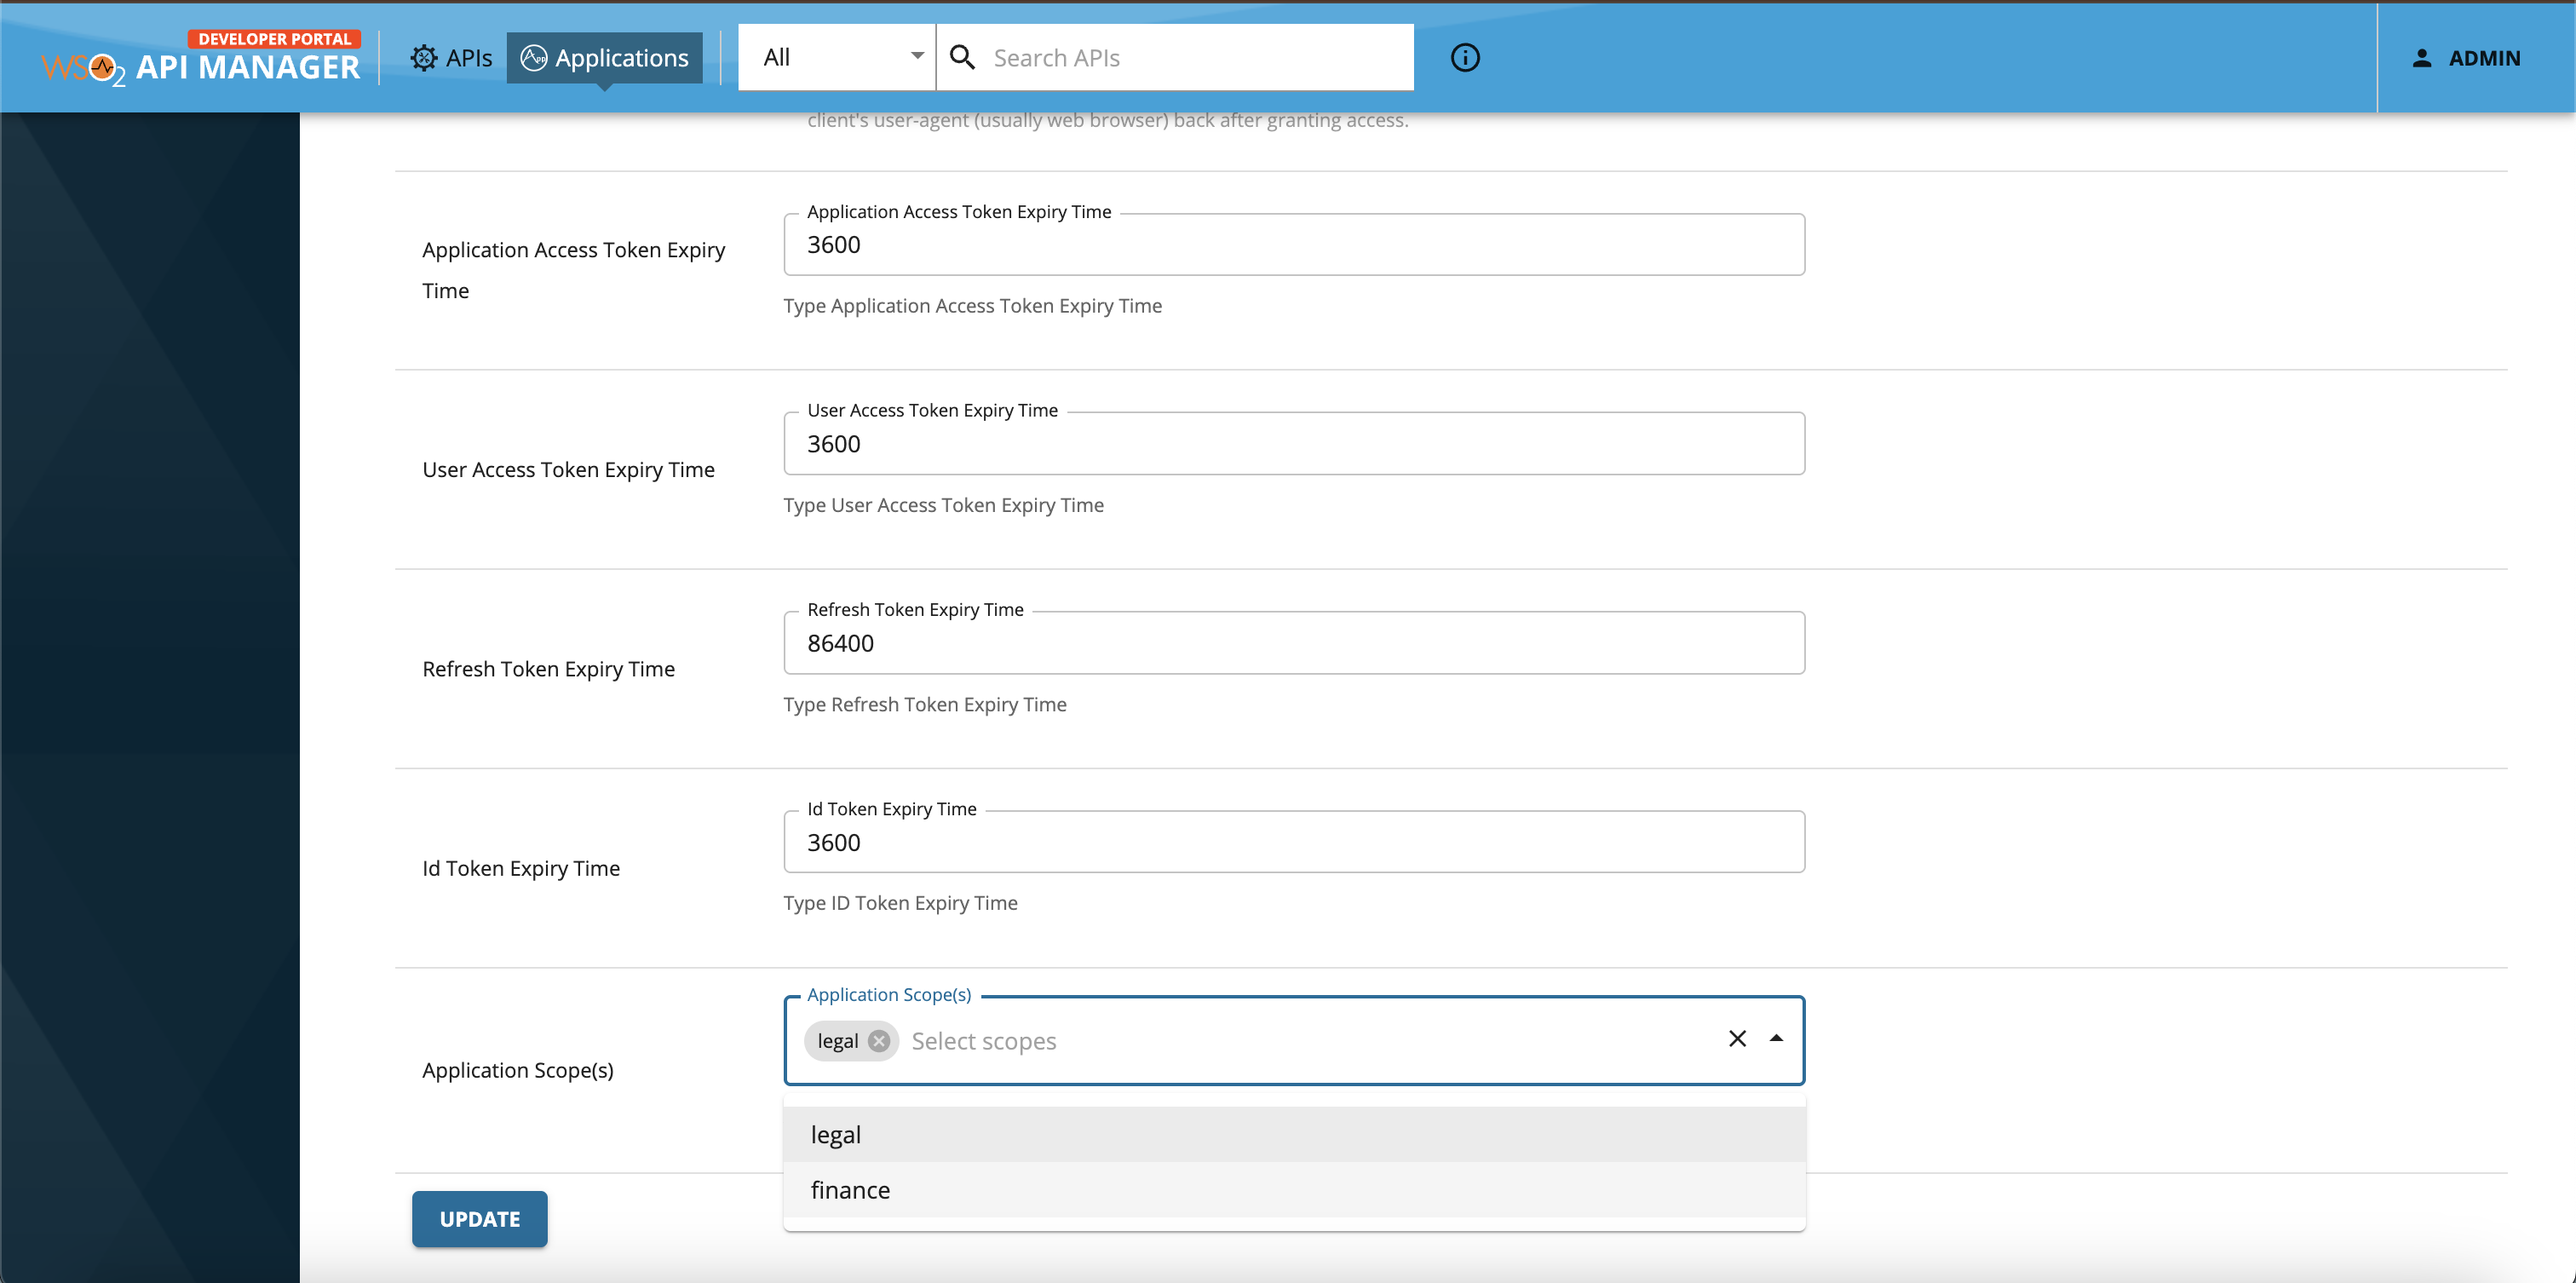 DEVELOPER PORTAL
WSO2 API MANAGER
APIs
APP
Applications
All
Search APIs
ADMIN
client's user-agent (usually web browser) back after granting access.
Application Access Token Expiry
Time
Application Access Token Expiry Time
3600
Type Application Access Token Expiry Time
User Access Token Expiry Time
User Access Token Expiry Time
3600
Type User Access Token Expiry Time
Refresh Token Expiry Time
Refresh Token Expiry Time
86400
Type Refresh Token Expiry Time
Id Token Expiry Time
Id Token Expiry Time
3600
Type ID Token Expiry Time
Application Scope(s)
Application Scope(s)
legal Select scopes
legal
finance
UPDATE